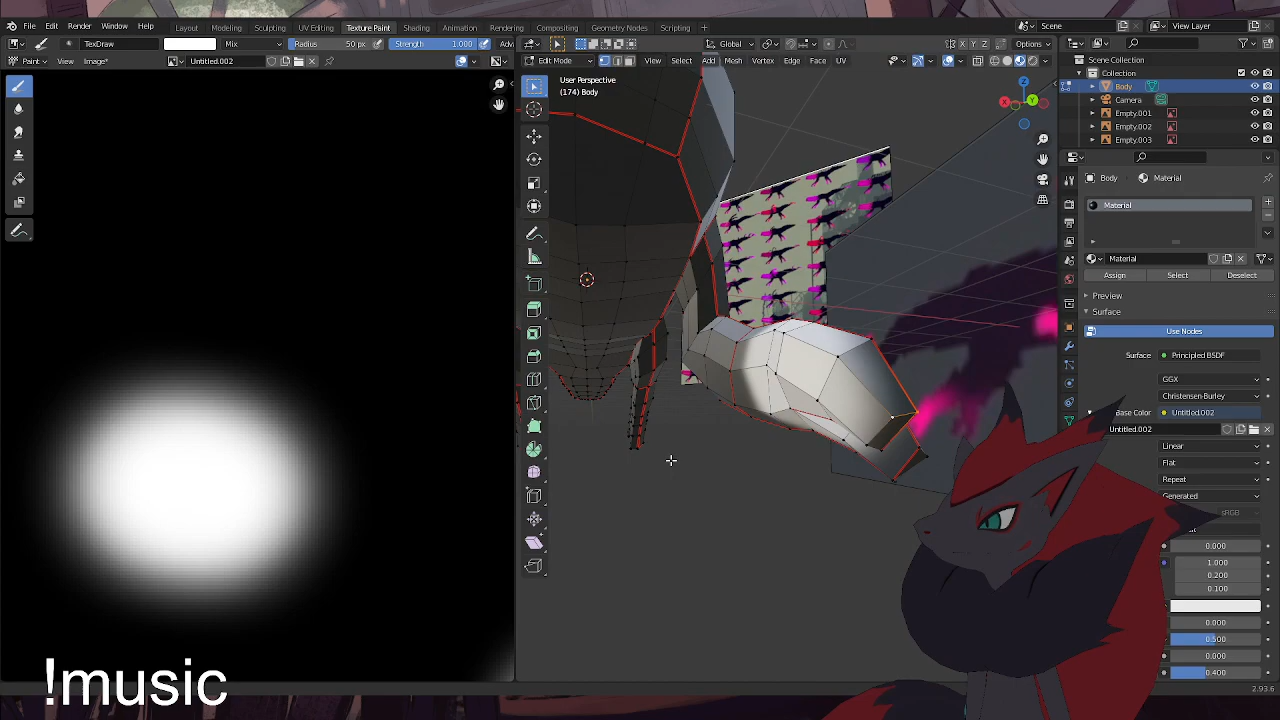 File Edit Render Window Help Layout Modeling Sculpting UV Editing Texture Paint Shading Animation Rendering Compositing Geometry Nodes Scripting + Scene View Layer
TexDraw Mix Radius 50 px Strength 1.000 Adv Global X Y Z Options
Paint View Image* Untitled.002 Edit Mode View Select Add Mesh Vertex Edge Face UV
User Perspective
(174) Body
Scene Collection
Collection
Body
Camera
Empty.001
Empty.002
Empty.003
Body Material
Material
Material
Assign Select Deselect
Preview
Surface
Use Nodes
Surface: Principled BSDF
GGX
Christensen-Burley
Base Color Untitled.002
Untitled.002
Linear
Flat
Repeat
Generated
sRGB
0.000
1.000
0.200
0.100
0.000
0.500
0.000
0.400
2.93.6
!music